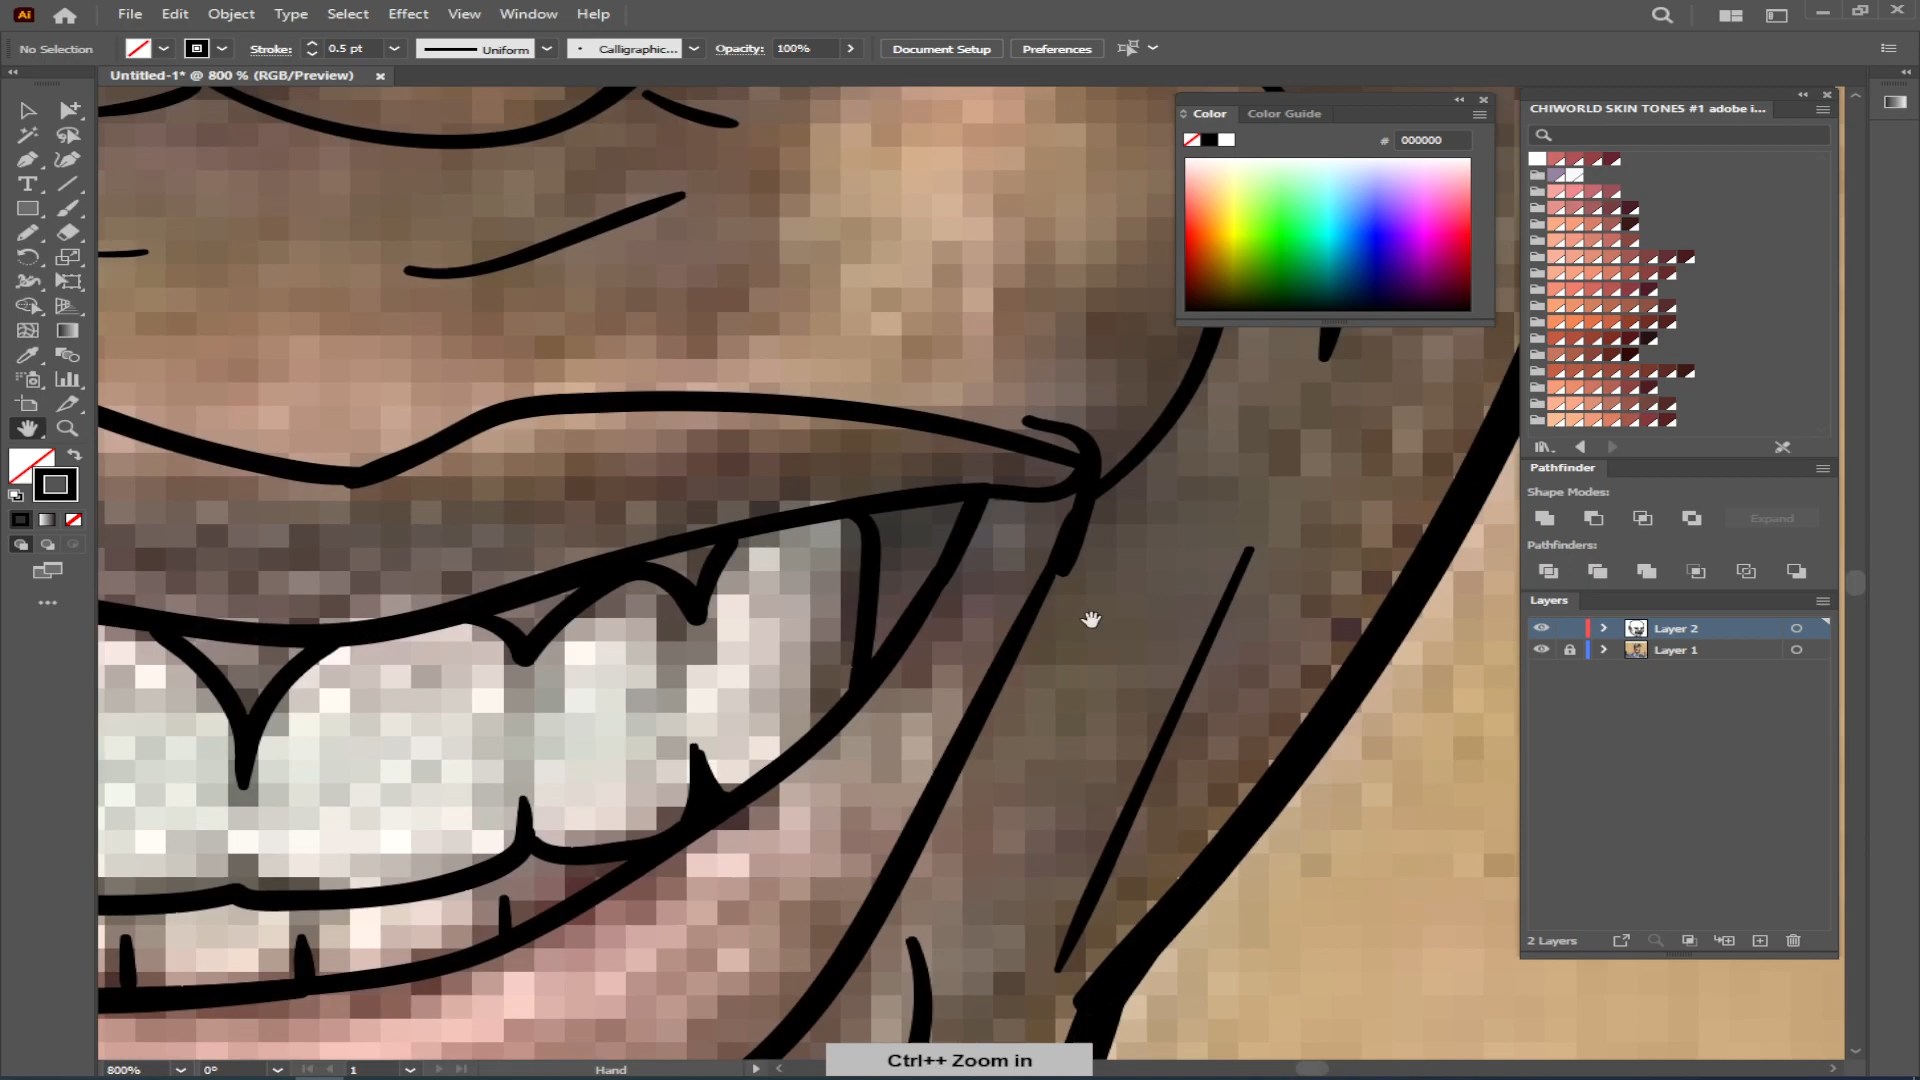 Ai
File Edit Object Type Select Effect View Window Help
No Selection Stroke: 0.5 pt Uniform Calligraphic... Opacity: 100% Document Setup Preferences
Untitled-1* @ 800 % (RGB/Preview)
Color Color Guide
# 000000
CHIWORLD SKIN TONES #1 adobe i...
Pathfinder
Shape Modes:
Expand
Pathfinders:
Layers
Layer 2
Layer 1
2 Layers
Ctrl++ Zoom in
800% 0° 1 Hand